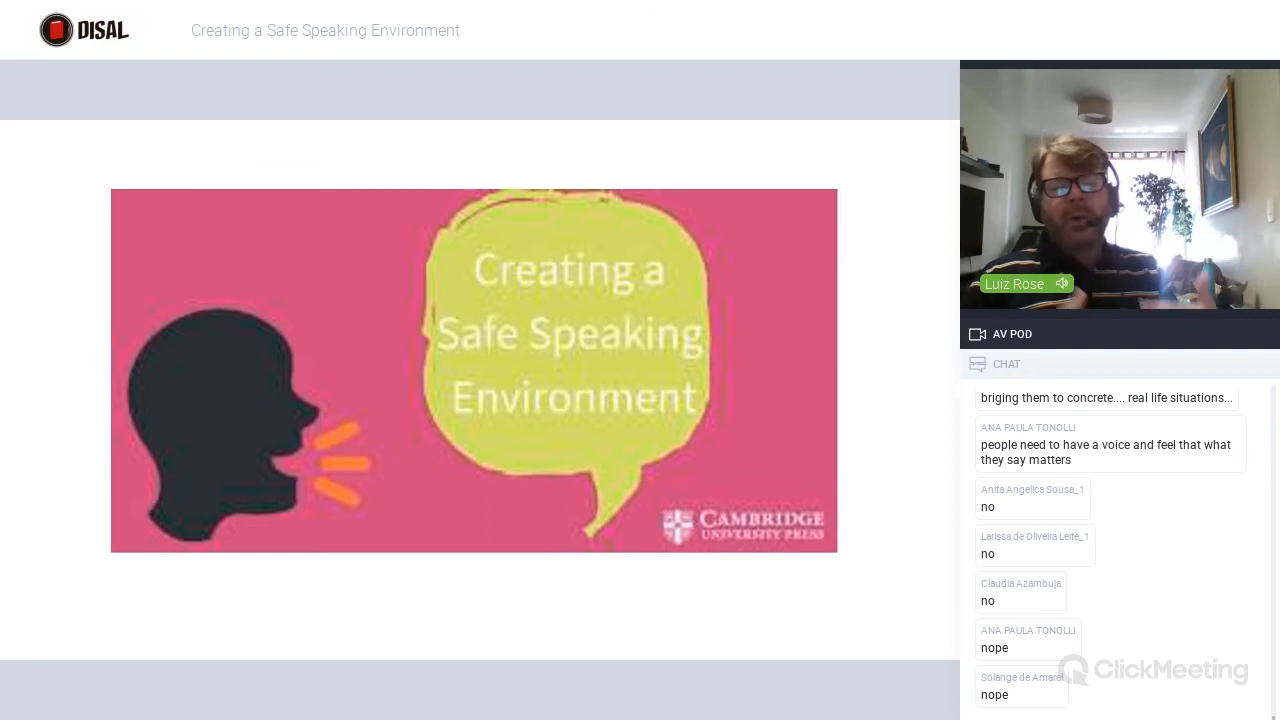 DISAL
Creating a Safe Speaking Environment
Creating a
Safe Speaking
Environment
CAMBRIDGE
UNIVERSITY PRESS
Luiz Rose
AV POD
CHAT
briging them to concrete.... real life situations...
ANA PAULA TONOLLI
people need to have a voice and feel that what
they say matters
Anita Angelica Sousa_1
no
Larissa de Oliveira Leite_1
no
Claudia Azambuja
no
ANA PAULA TONOLLI
nope
Solange de Amaral
nope
ClickMeeting